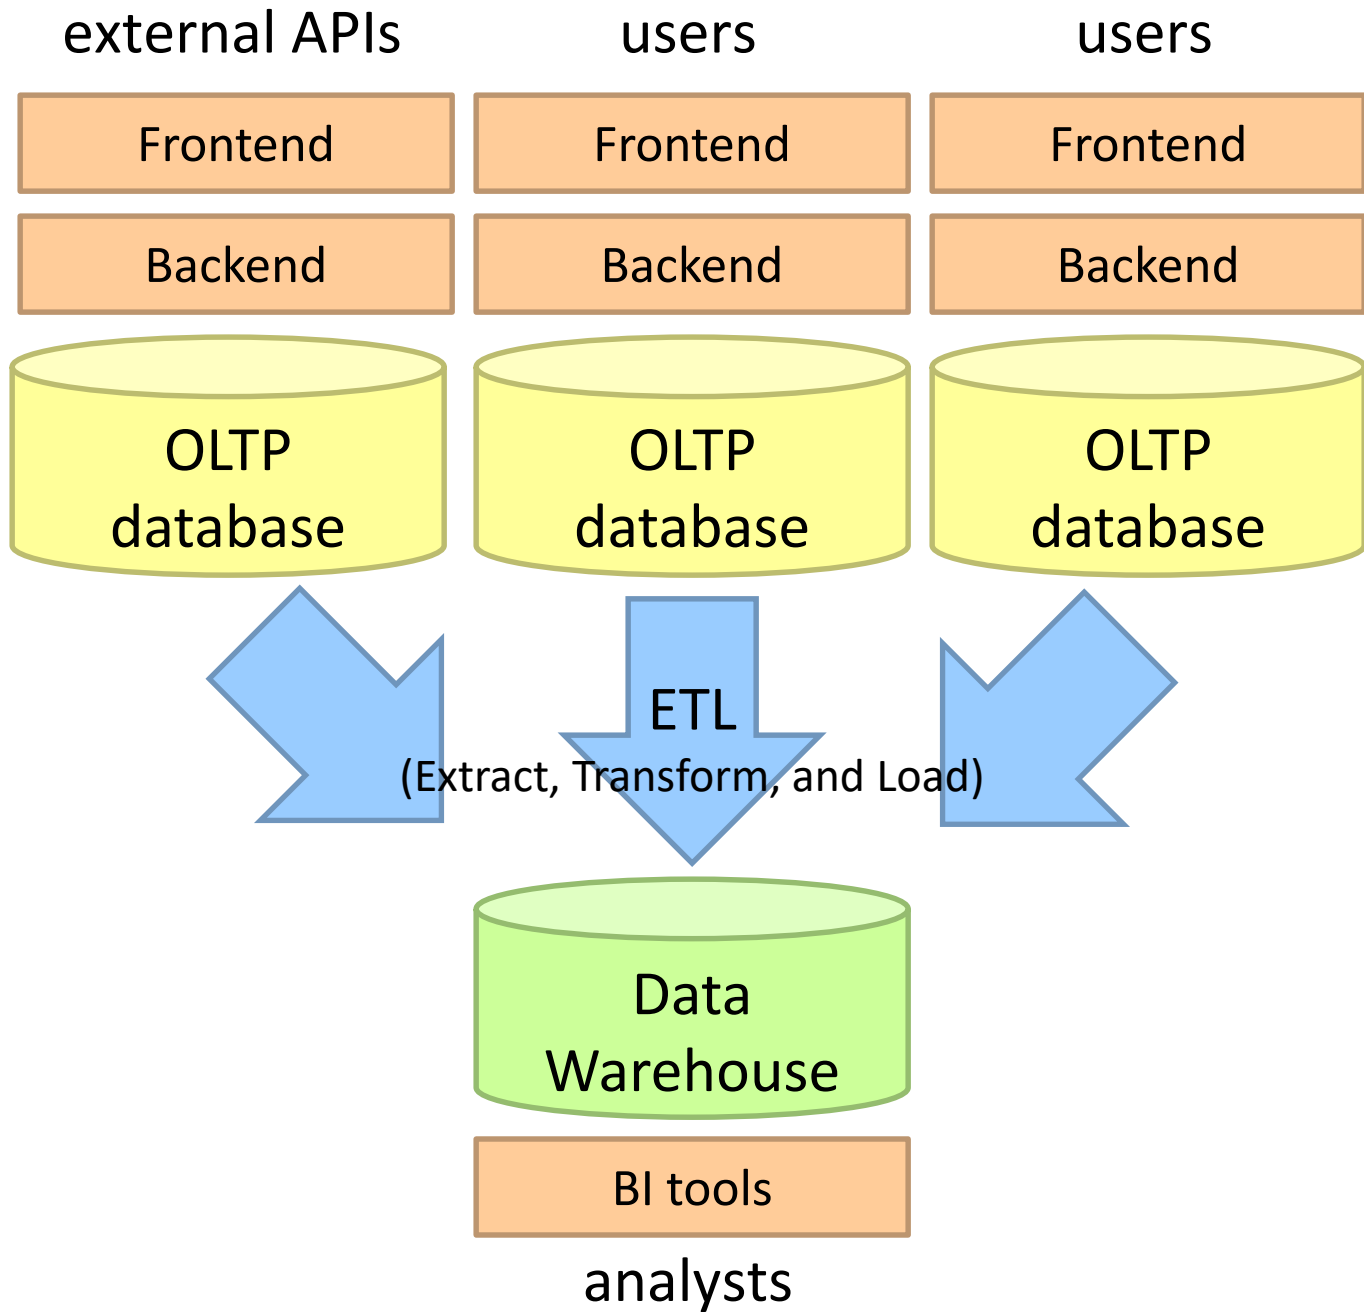 external APIs
users
users
Frontend
Frontend
Frontend
Backend
Backend
Backend
OLTP
database
OLTP
database
OLTP
database
ETL
(Extract, Transform, and Load)
Data
Warehouse
BI tools
analysts